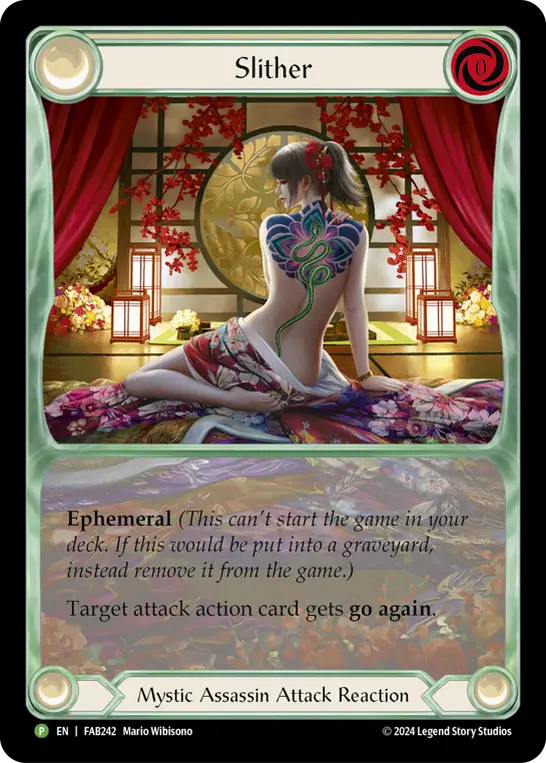 Slither
0
Ephemeral (This can't start the game in your
deck. If this would be put into a graveyard,
instead remove it from the game.)
Target attack action card gets go again.
Mystic Assassin Attack Reaction
P EN | FAB242 Mario Wibisono
© 2024 Legend Story Studios